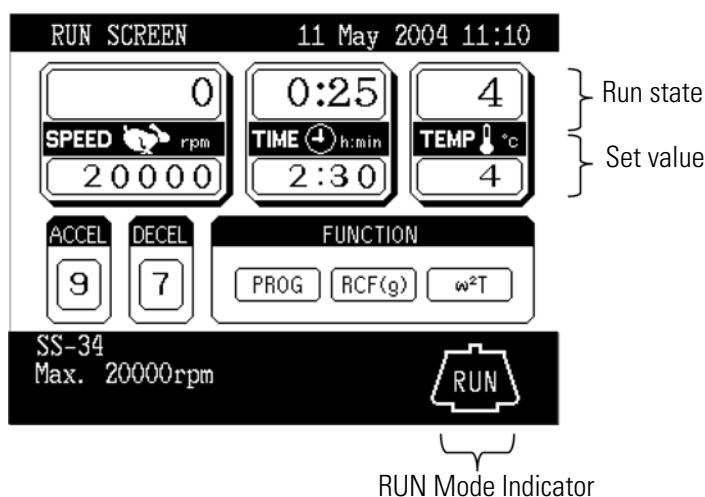 RUN SCREEN 11 May 2004 11:10
0 0:25 4 Run state
SPEED rpm TIME h:min TEMP °C
20000 2:30 4 Set value
ACCEL DECEL FUNCTION
9 7 PROG RCF(g) ω²T
SS-34
Max. 20000rpm
RUN
RUN Mode Indicator